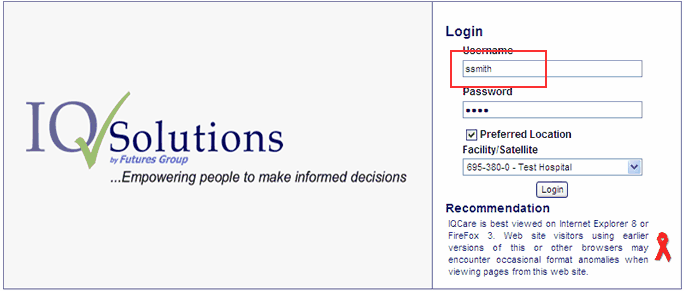 IQSolutions
by Futures Group
...Empowering people to make informed decisions
Login
Username
ssmith
Password
Preferred Location
Facility/Satellite
695-380-0 - Test Hospital
Login
Recommendation
IQCare is best viewed on Internet Explorer 8 or
FireFox 3. Web site visitors using earlier
versions of this or other browsers may
encounter occasional format anomalies when
viewing pages from this web site.